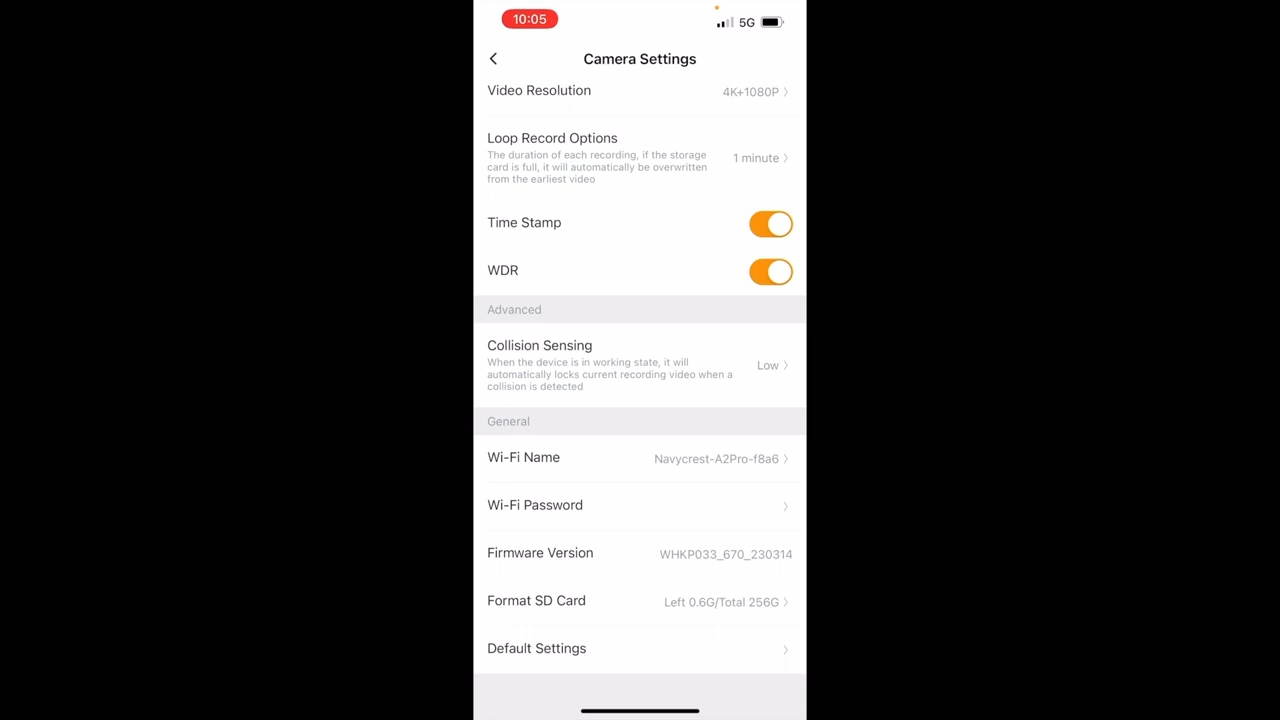 10:05
5G
Camera Settings
Video Resolution
4K+1080P
Loop Record Options
The duration of each recording, if the storage
card is full, it will automatically be overwritten
from the earliest video
1 minute
Time Stamp
WDR
Advanced
Collision Sensing
When the device is in working state, it will
automatically locks current recording video when a
collision is detected
Low
General
Wi-Fi Name
Navycrest-A2Pro-f8a6
Wi-Fi Password
Firmware Version
WHKP033_670_230314
Format SD Card
Left 0.6G/Total 256G
Default Settings